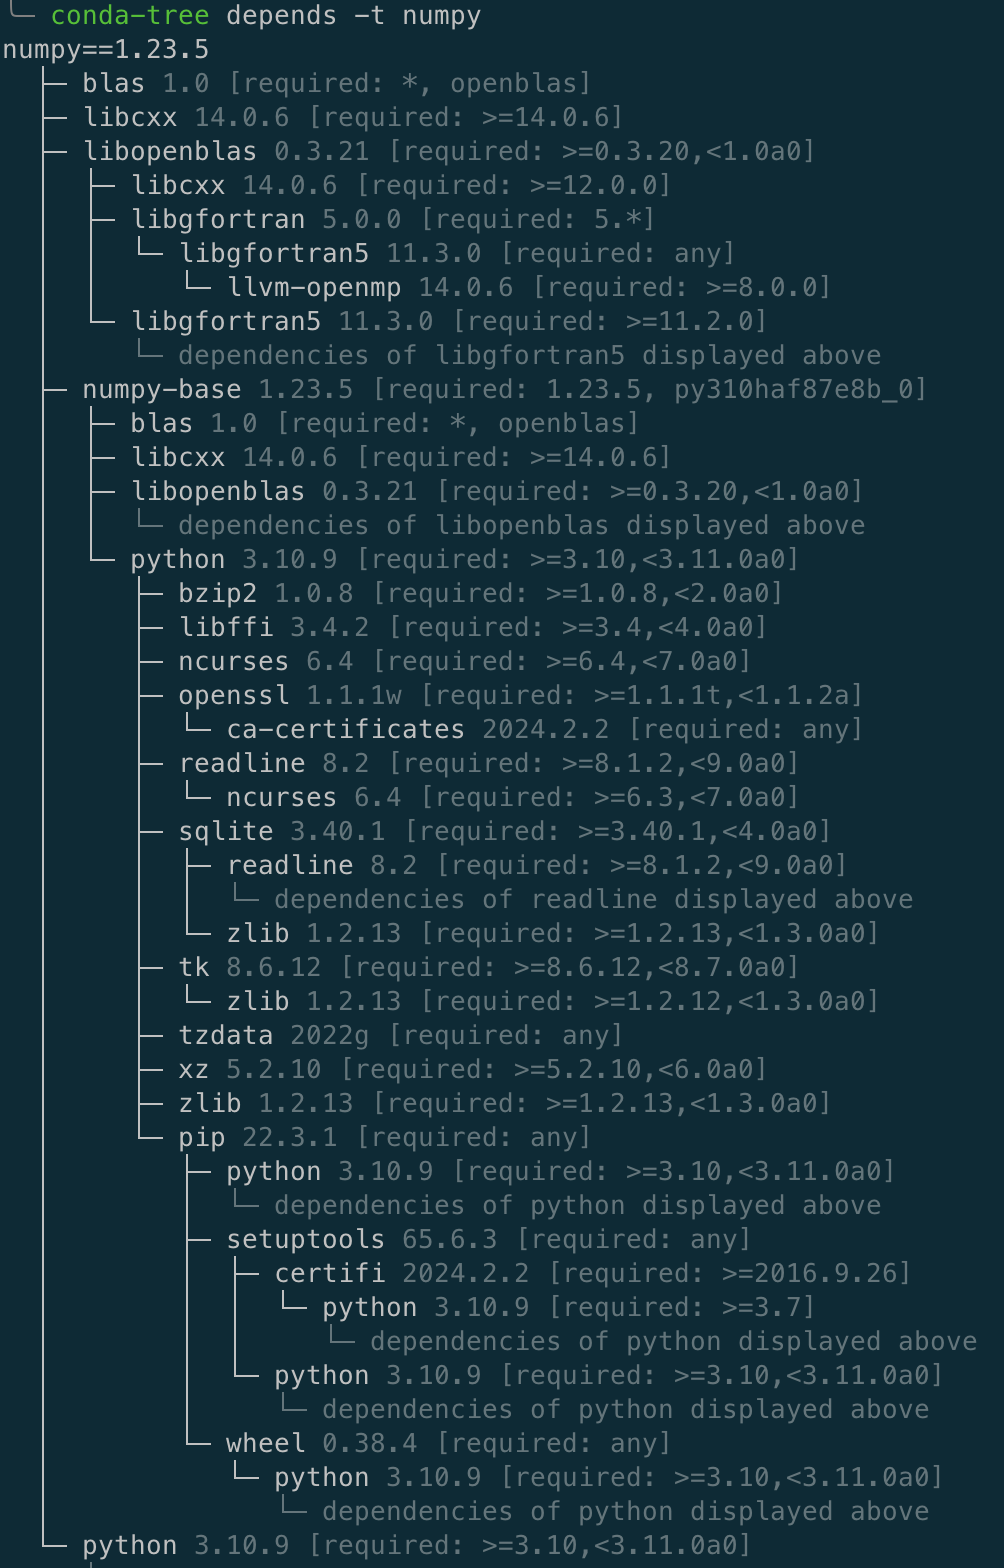 conda-tree depends -t numpy
numpy==1.23.5
├─ blas 1.0 [required: *, openblas]
├─ libcxx 14.0.6 [required: >=14.0.6]
├─ libopenblas 0.3.21 [required: >=0.3.20,<1.0a0]
│  ├─ libcxx 14.0.6 [required: >=12.0.0]
│  ├─ libgfortran 5.0.0 [required: 5.*]
│  │  └─ libgfortran5 11.3.0 [required: any]
│  │     └─ llvm-openmp 14.0.6 [required: >=8.0.0]
│  └─ libgfortran5 11.3.0 [required: >=11.2.0]
│     └─ dependencies of libgfortran5 displayed above
├─ numpy-base 1.23.5 [required: 1.23.5, py310haf87e8b_0]
│  ├─ blas 1.0 [required: *, openblas]
│  ├─ libcxx 14.0.6 [required: >=14.0.6]
│  ├─ libopenblas 0.3.21 [required: >=0.3.20,<1.0a0]
│  │  └─ dependencies of libopenblas displayed above
│  └─ python 3.10.9 [required: >=3.10,<3.11.0a0]
│     ├─ bzip2 1.0.8 [required: >=1.0.8,<2.0a0]
│     ├─ libffi 3.4.2 [required: >=3.4,<4.0a0]
│     ├─ ncurses 6.4 [required: >=6.4,<7.0a0]
│     ├─ openssl 1.1.1w [required: >=1.1.1t,<1.1.2a]
│     │  └─ ca-certificates 2024.2.2 [required: any]
│     ├─ readline 8.2 [required: >=8.1.2,<9.0a0]
│     │  └─ ncurses 6.4 [required: >=6.3,<7.0a0]
│     ├─ sqlite 3.40.1 [required: >=3.40.1,<4.0a0]
│     │  ├─ readline 8.2 [required: >=8.1.2,<9.0a0]
│     │  │  └─ dependencies of readline displayed above
│     │  └─ zlib 1.2.13 [required: >=1.2.13,<1.3.0a0]
│     ├─ tk 8.6.12 [required: >=8.6.12,<8.7.0a0]
│     │  └─ zlib 1.2.13 [required: >=1.2.12,<1.3.0a0]
│     ├─ tzdata 2022g [required: any]
│     ├─ xz 5.2.10 [required: >=5.2.10,<6.0a0]
│     ├─ zlib 1.2.13 [required: >=1.2.13,<1.3.0a0]
│     └─ pip 22.3.1 [required: any]
│        ├─ python 3.10.9 [required: >=3.10,<3.11.0a0]
│        │  └─ dependencies of python displayed above
│        ├─ setuptools 65.6.3 [required: any]
│        │  ├─ certifi 2024.2.2 [required: >=2016.9.26]
│        │  │  └─ python 3.10.9 [required: >=3.7]
│        │  │     └─ dependencies of python displayed above
│        │  └─ python 3.10.9 [required: >=3.10,<3.11.0a0]
│        │     └─ dependencies of python displayed above
│        └─ wheel 0.38.4 [required: any]
│           └─ python 3.10.9 [required: >=3.10,<3.11.0a0]
│              └─ dependencies of python displayed above
└─ python 3.10.9 [required: >=3.10,<3.11.0a0]